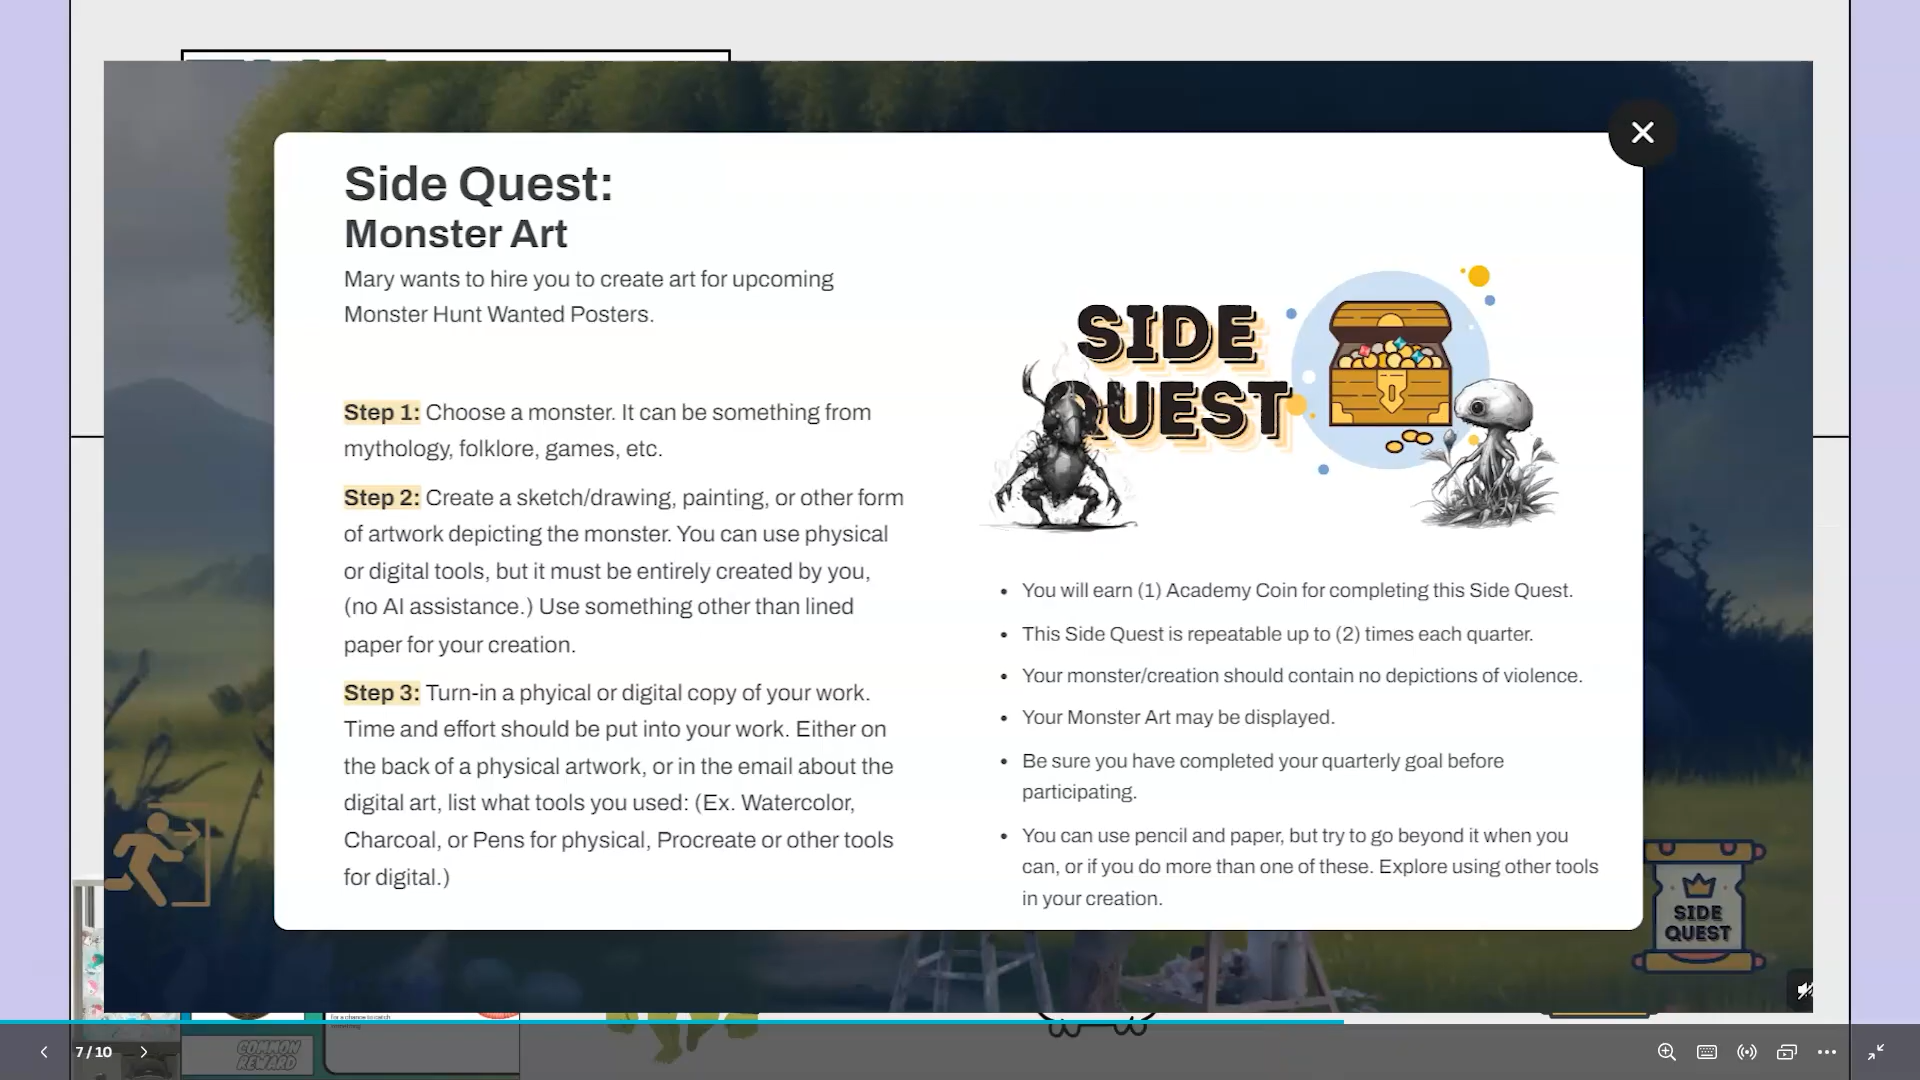 Side Quest:
Monster Art
Mary wants to hire you to create art for upcoming
Monster Hunt Wanted Posters.
Step 1: Choose a monster. It can be something from
mythology, folklore, games, etc.
Step 2: Create a sketch/drawing, painting, or other form
of artwork depicting the monster. You can use physical
or digital tools, but it must be entirely created by you,
(no AI assistance.) Use something other than lined
paper for your creation.
Step 3: Turn-in a phyical or digital copy of your work.
Time and effort should be put into your work. Either on
the back of a physical artwork, or in the email about the
digital art, list what tools you used: (Ex. Watercolor,
Charcoal, or Pens for physical, Procreate or other tools
for digital.)
SIDE
QUEST
• You will earn (1) Academy Coin for completing this Side Quest.
• This Side Quest is repeatable up to (2) times each quarter.
• Your monster/creation should contain no depictions of violence.
• Your Monster Art may be displayed.
• Be sure you have completed your quarterly goal before
participating.
• You can use pencil and paper, but try to go beyond it when you
can, or if you do more than one of these. Explore using other tools
in your creation.
SIDE
QUEST
for a chance to catch
COMMON
REWARD
7 / 10